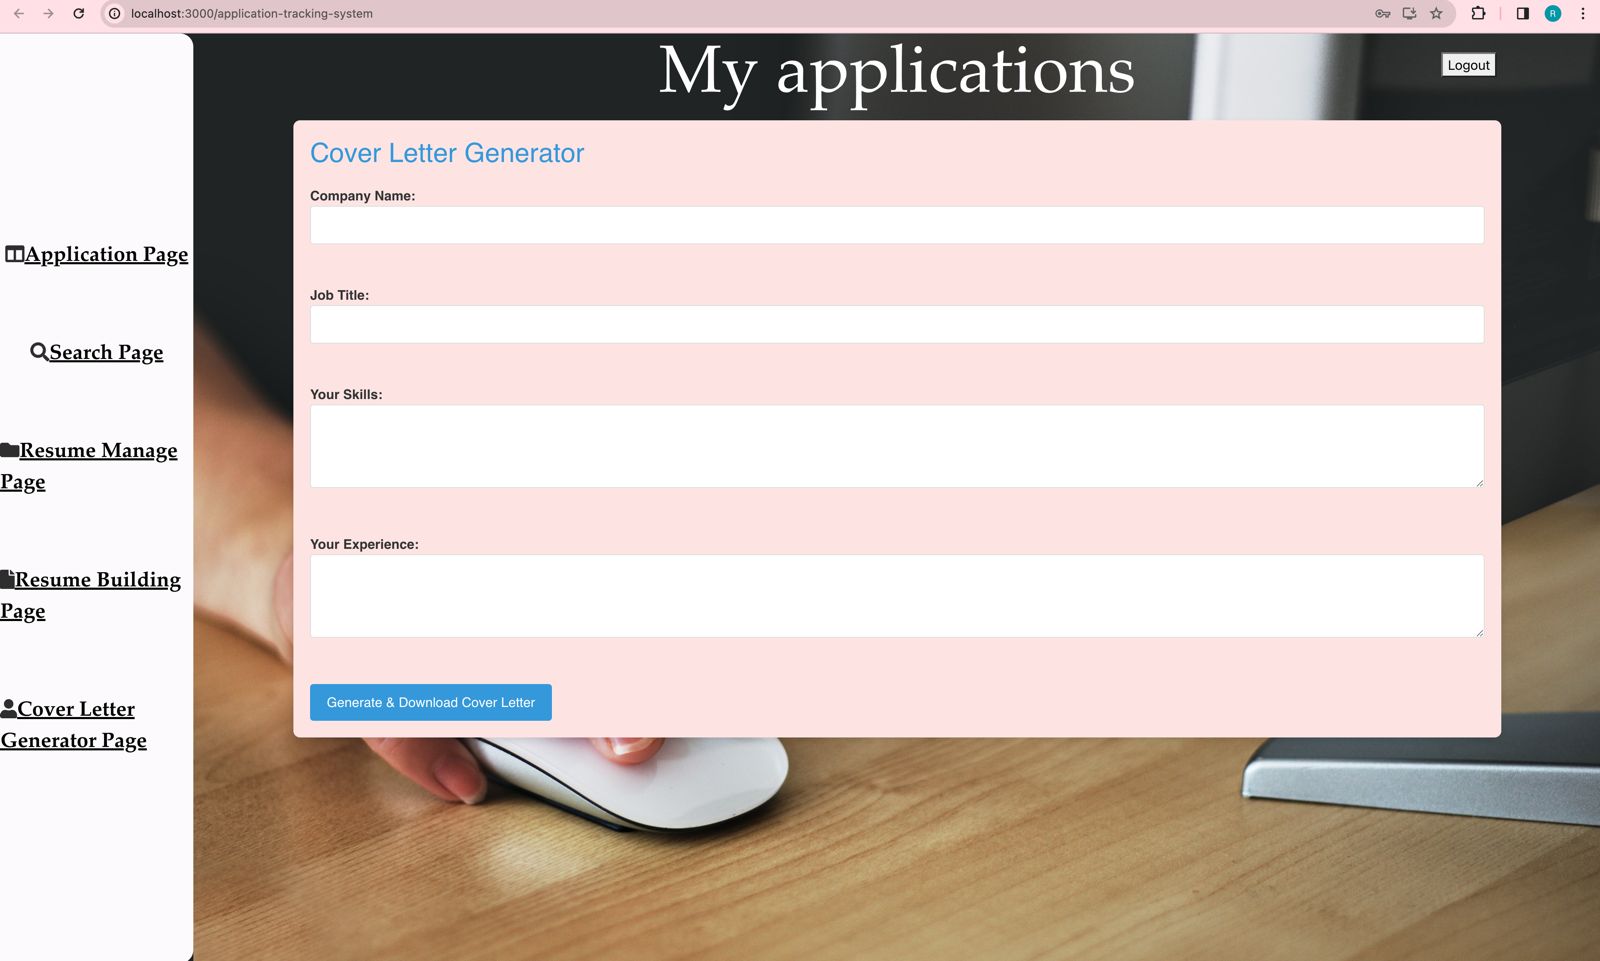 localhost:3000/application-tracking-system
R
My applications
Logout
Application Page
Search Page
Resume Manage
Page
Resume Building
Page
Cover Letter
Generator Page
Cover Letter Generator
Company Name:
Job Title:
Your Skills:
Your Experience:
Generate & Download Cover Letter